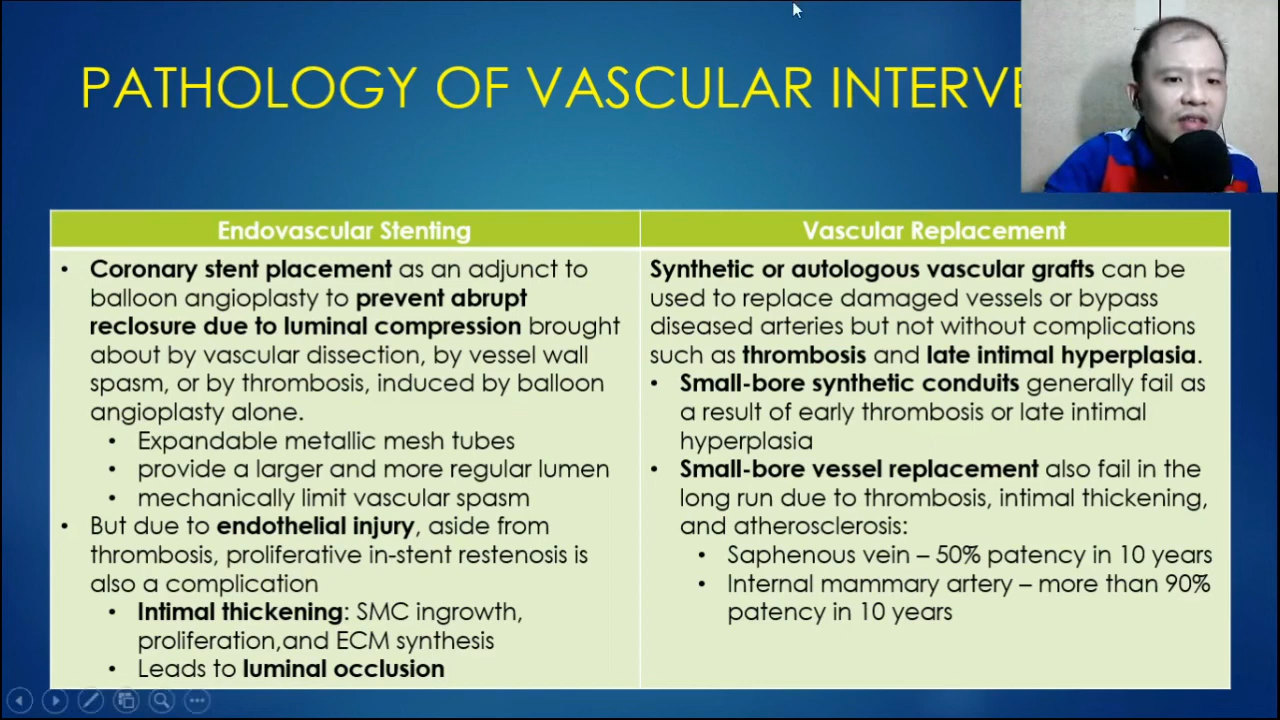 PATHOLOGY OF VASCULAR INTERVE
Endovascular Stenting
• Coronary stent placement as an adjunct to
balloon angioplasty to prevent abrupt
reclosure due to luminal compression brought
about by vascular dissection, by vessel wall
spasm, or by thrombosis, induced by balloon
angioplasty alone.
• Expandable metallic mesh tubes
• provide a larger and more regular lumen
• mechanically limit vascular spasm
• But due to endothelial injury, aside from
thrombosis, proliferative in-stent restenosis is
also a complication
• Intimal thickening: SMC ingrowth,
proliferation,and ECM synthesis
• Leads to luminal occlusion
Vascular Replacement
Synthetic or autologous vascular grafts can be
used to replace damaged vessels or bypass
diseased arteries but not without complications
such as thrombosis and late intimal hyperplasia.
• Small-bore synthetic conduits generally fail as
a result of early thrombosis or late intimal
hyperplasia
• Small-bore vessel replacement also fail in the
long run due to thrombosis, intimal thickening,
and atherosclerosis:
• Saphenous vein – 50% patency in 10 years
• Internal mammary artery – more than 90%
patency in 10 years